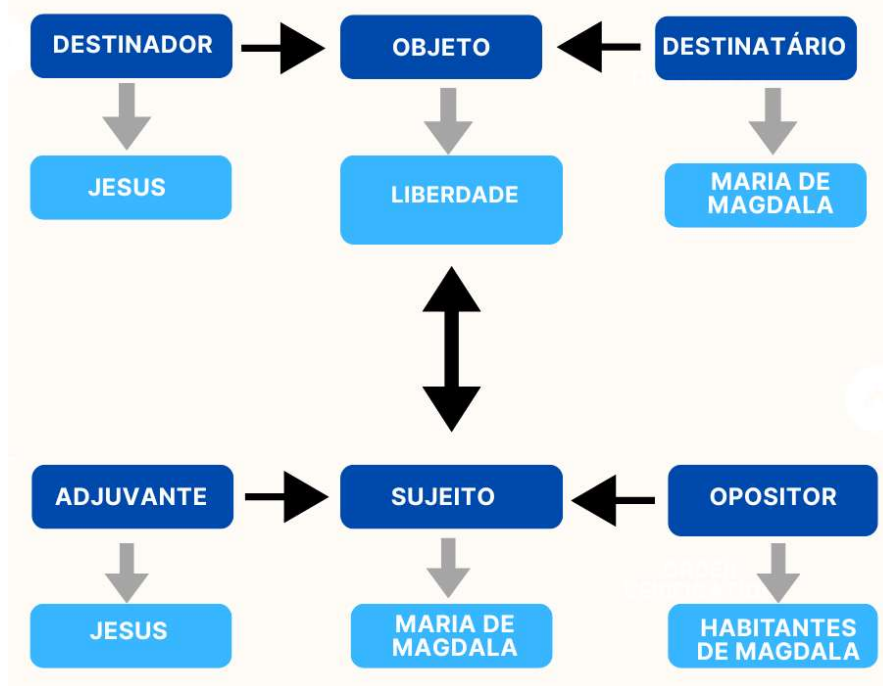 DESTINADOR
OBJETO
DESTINATÁRIO
JESUS
LIBERDADE
MARIA DE
MAGDALA
ADJUVANTE
SUJEITO
OPOSITOR
JESUS
MARIA DE
MAGDALA
HABITANTES
DE MAGDALA